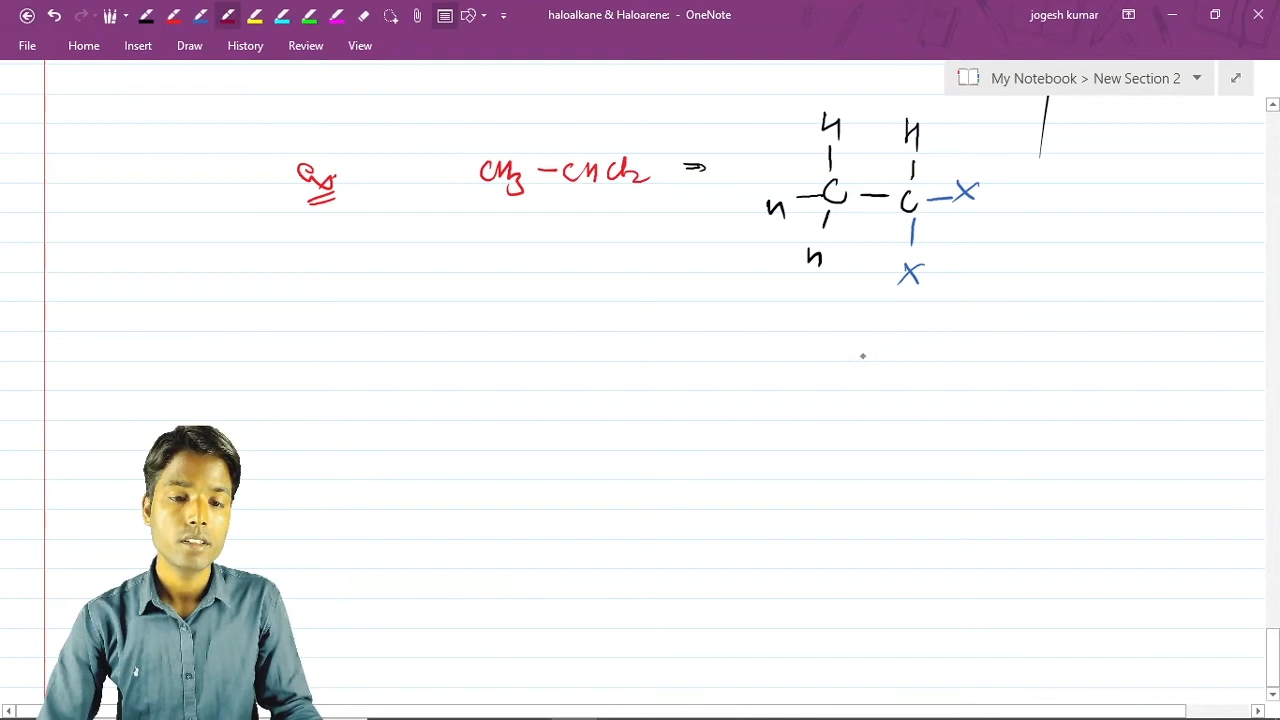 haloalkane & Haloarene: - OneNote
jogesh kumar
File Home Insert Draw History Review View
My Notebook > New Section 2
H H
CH3 - CHCl2 ⇒
H - C - C - X
H X